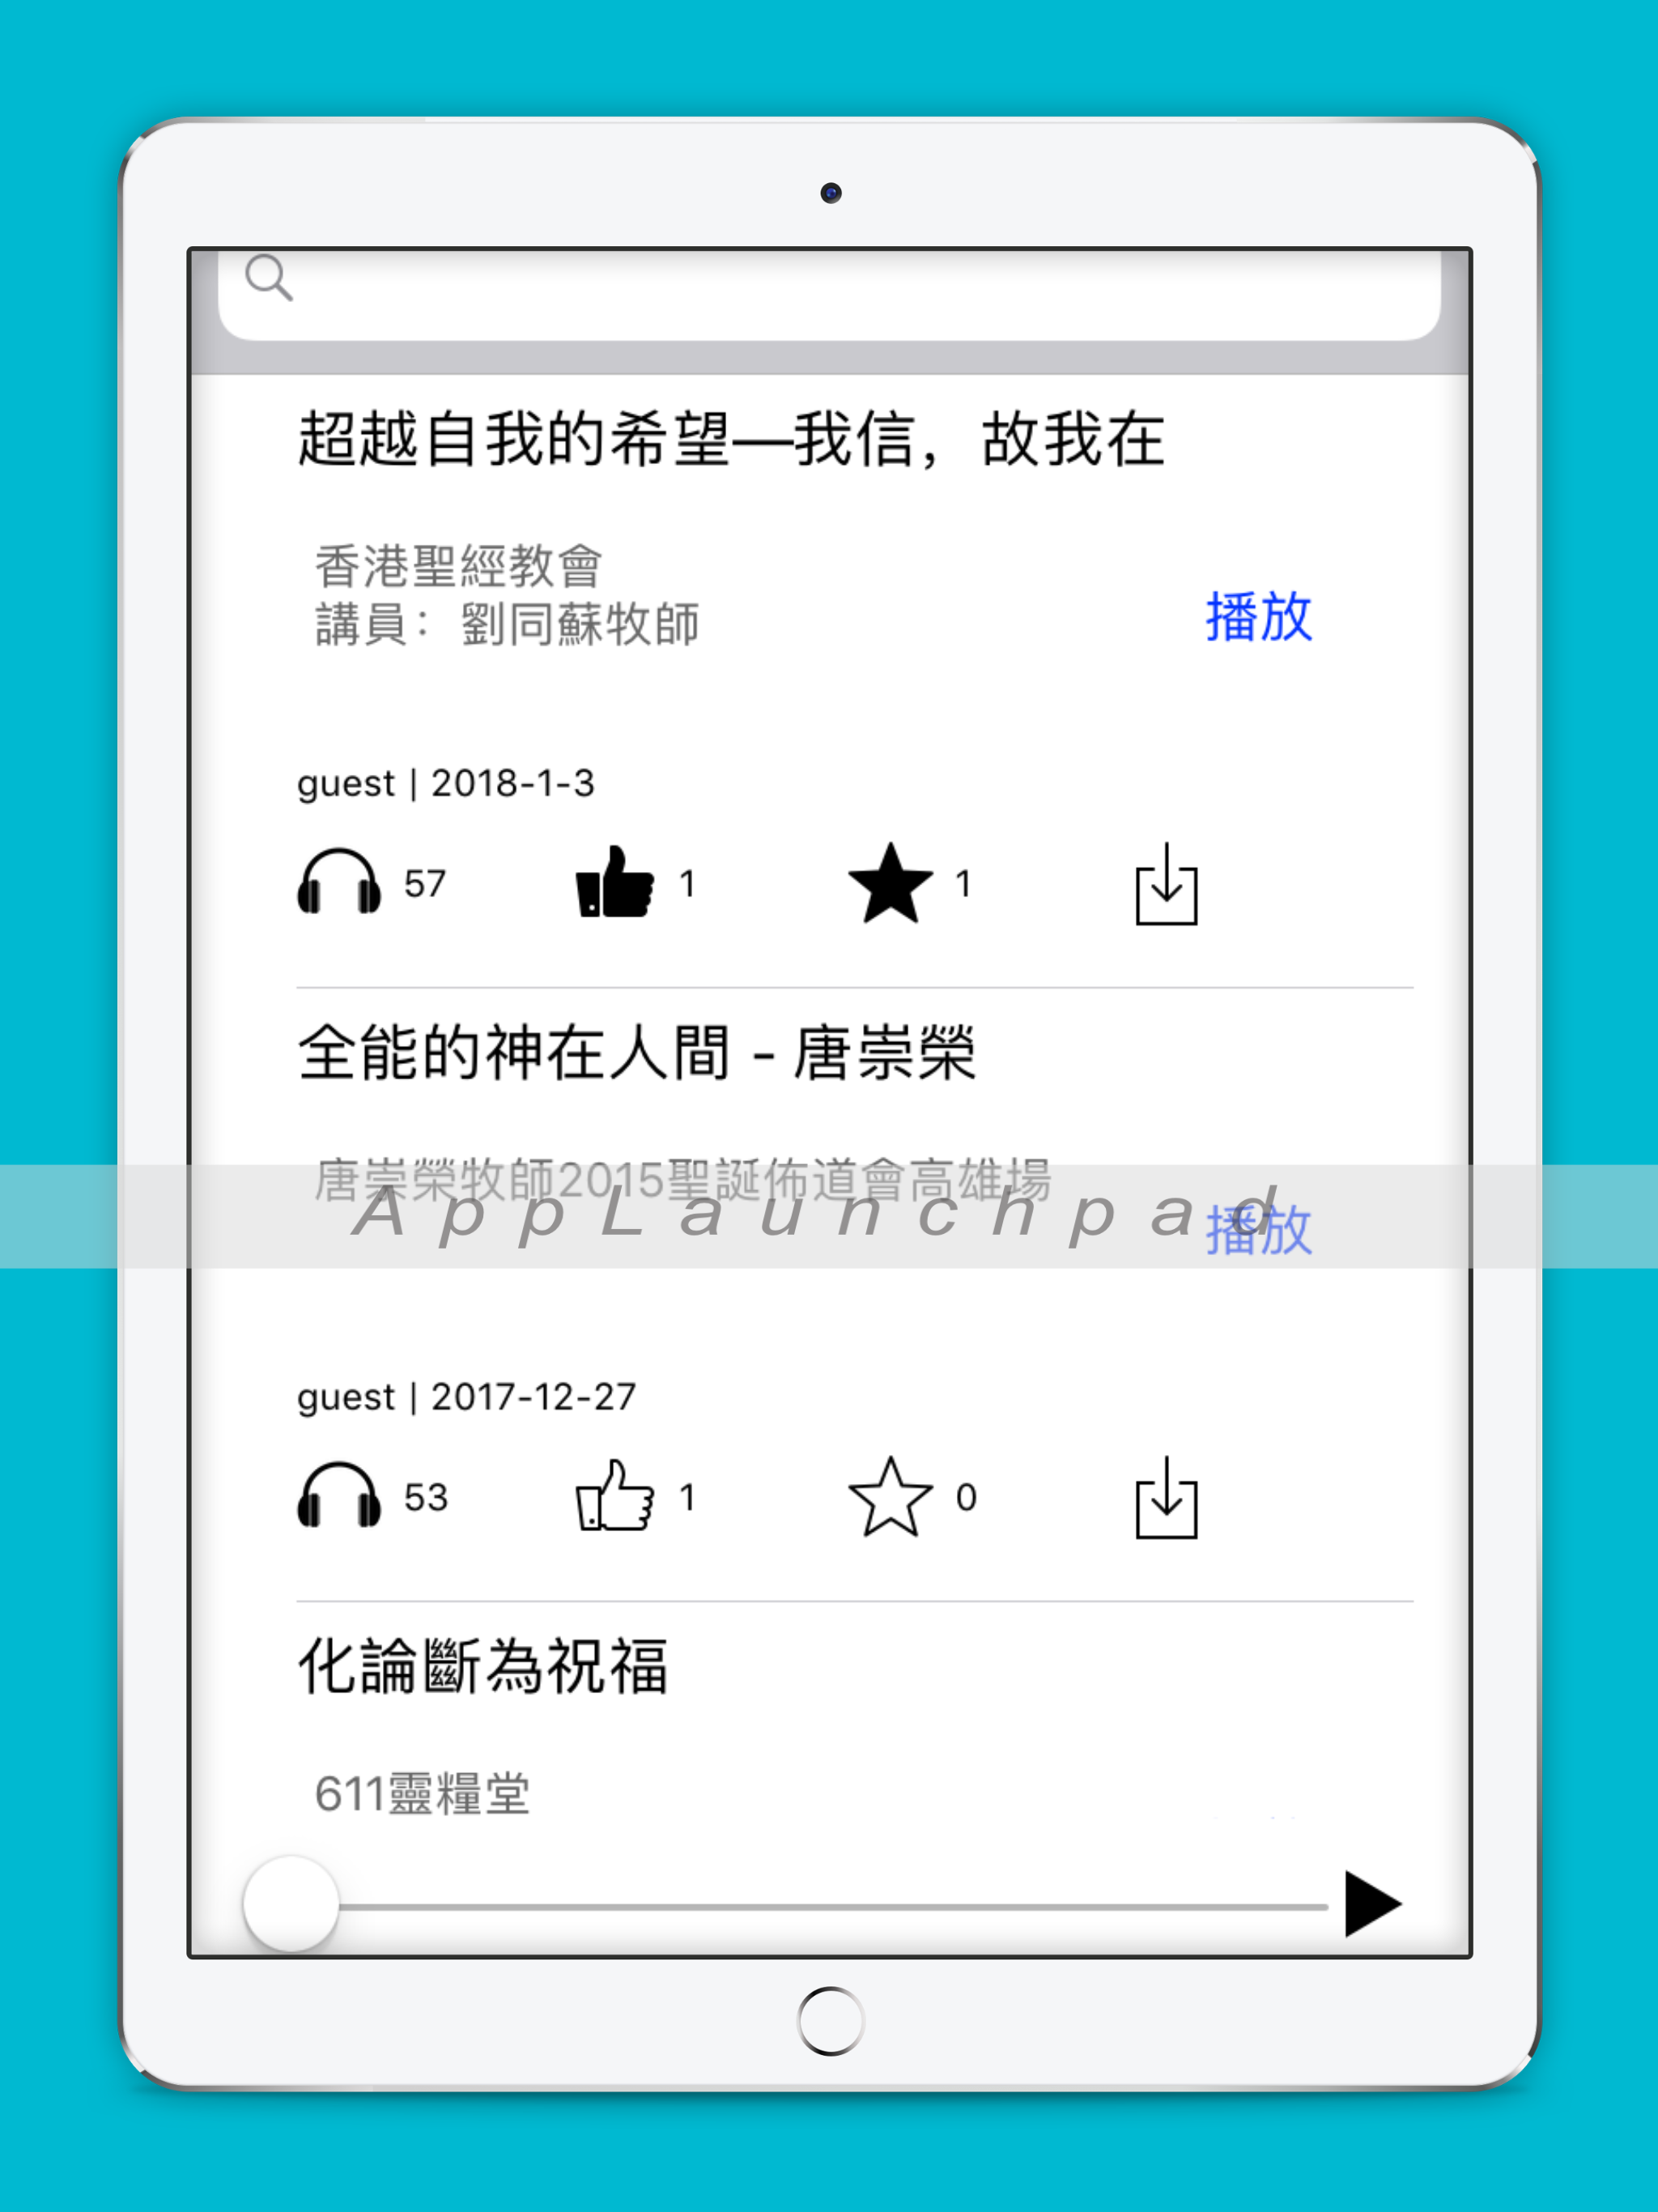 超越自我的希望—我信，故我在
香港聖經教會
講員：劉同蘇牧師
播放
guest | 2018-1-3
57 1 1
全能的神在人間 - 唐崇榮
唐崇榮牧師2015聖誕佈道會高雄場
AppLaunchpad
播放
guest | 2017-12-27
53 1 0
化論斷為祝福
611靈糧堂